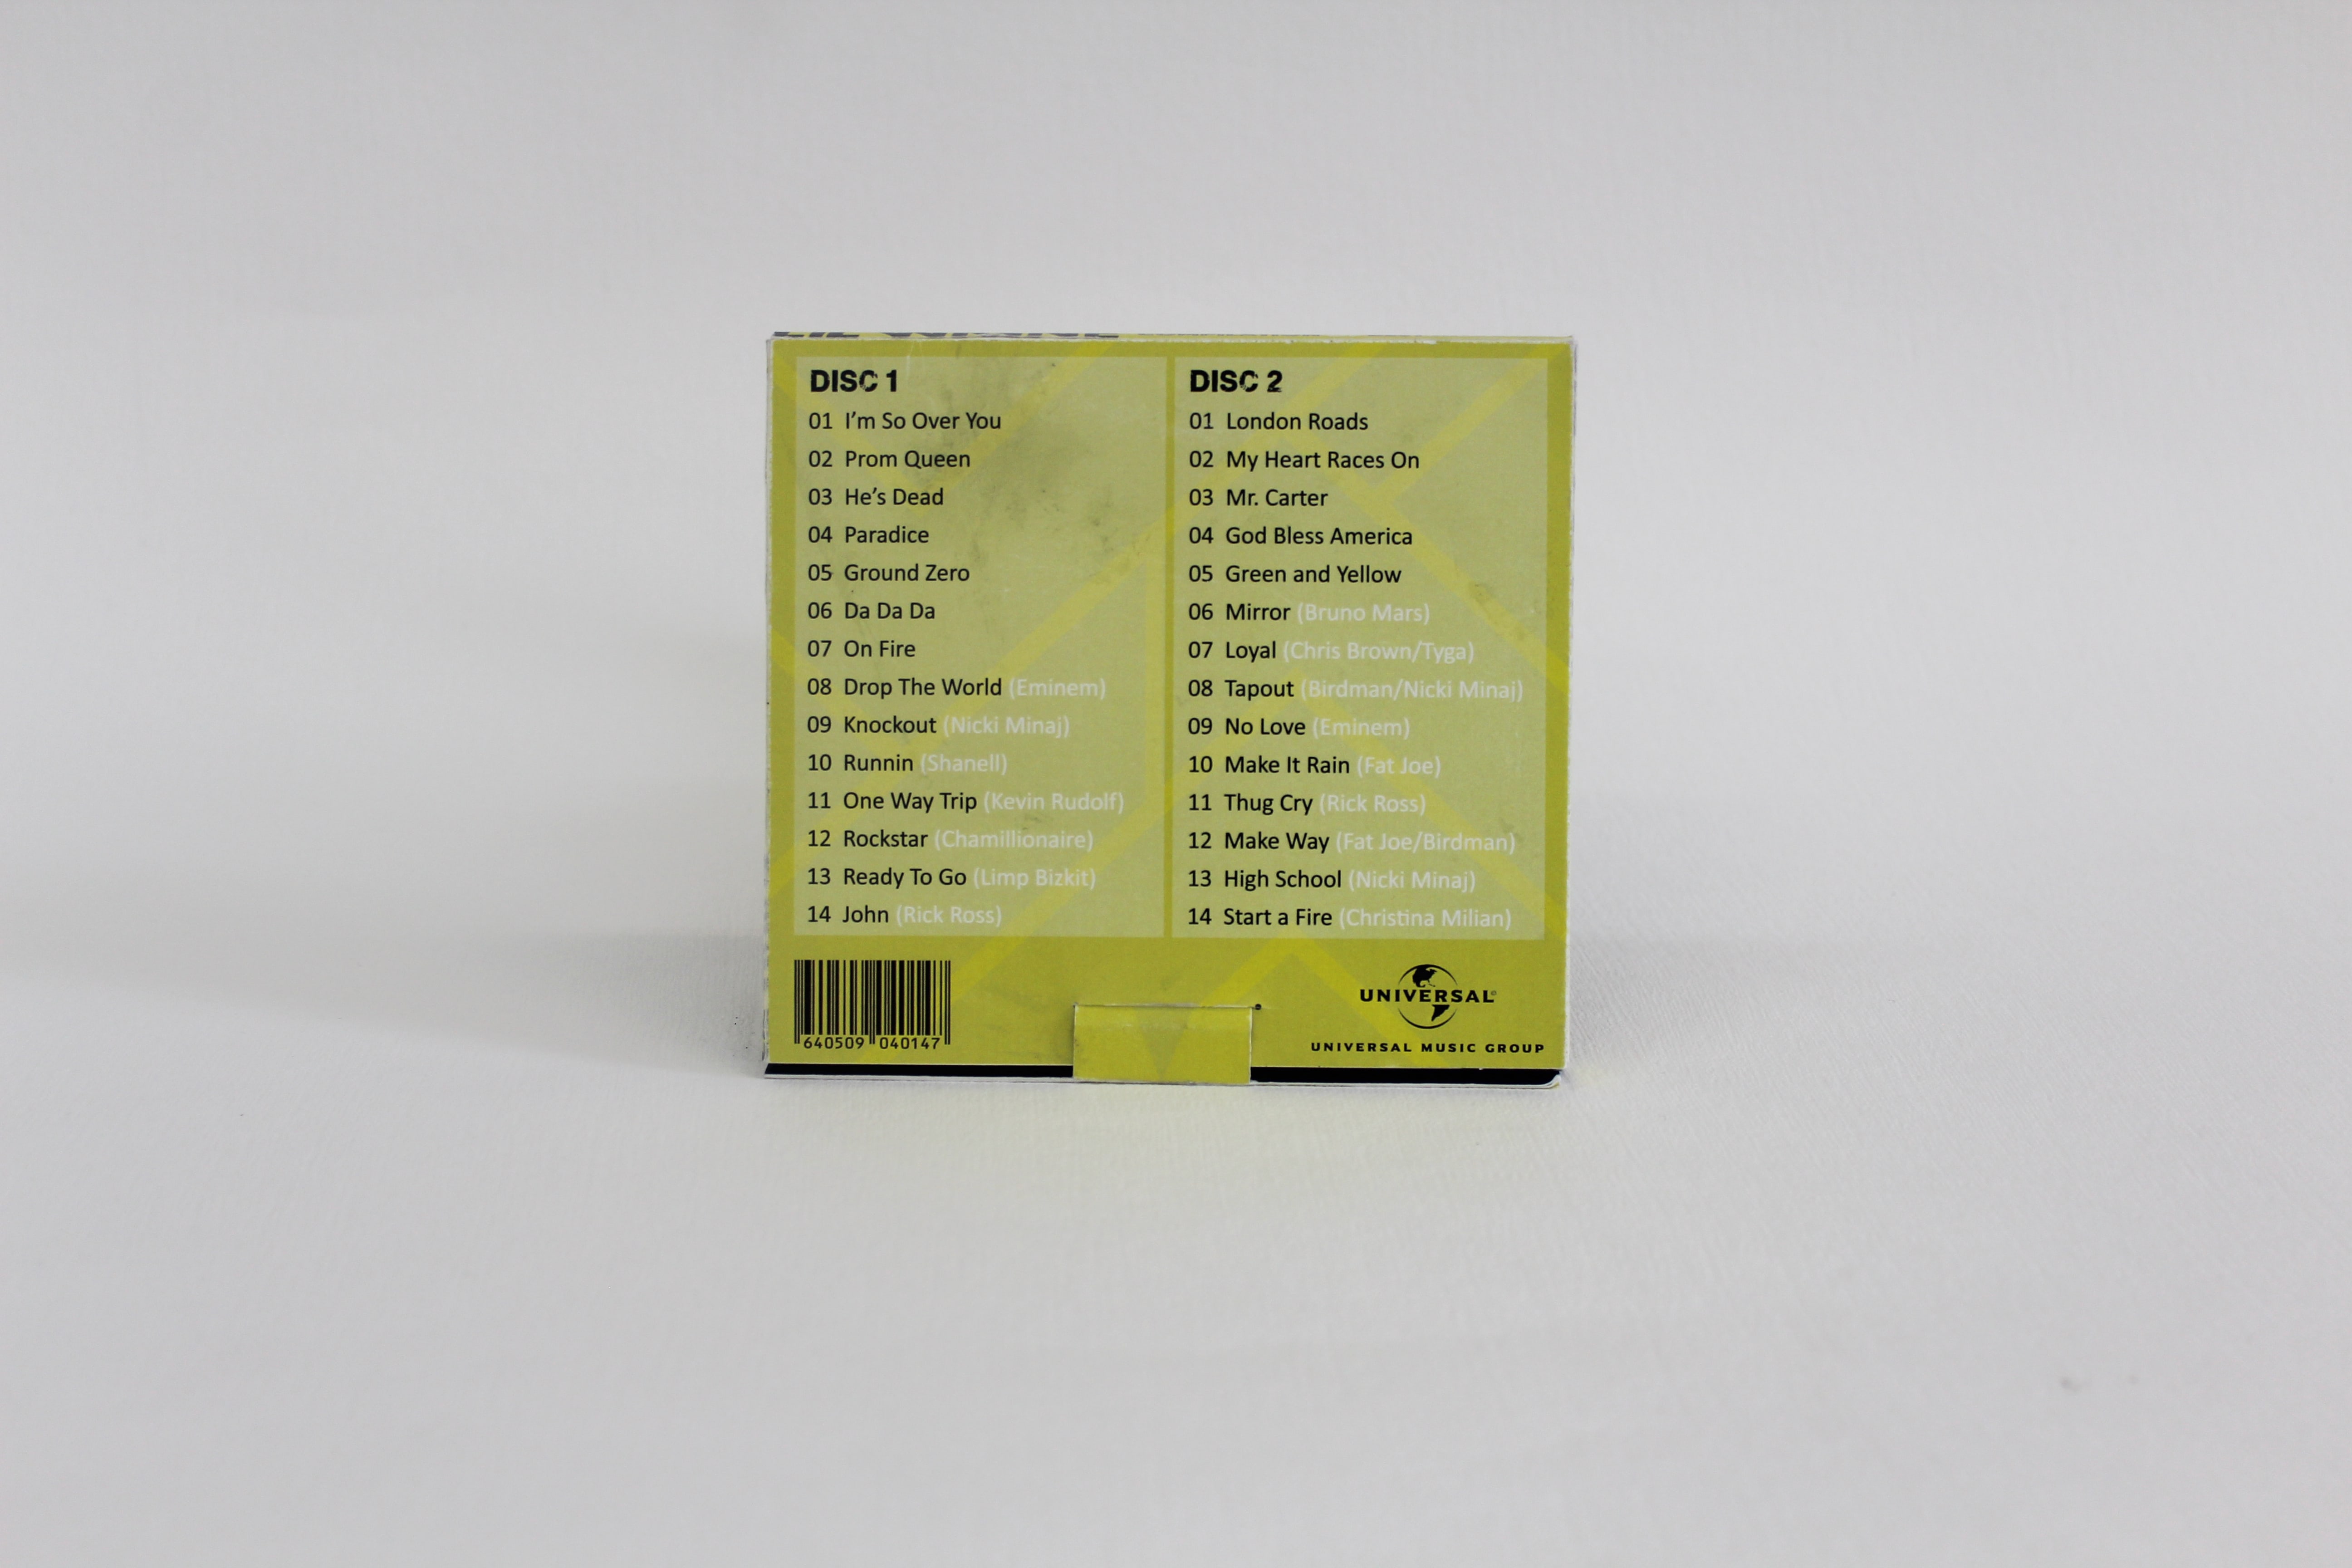 DISC 1
01 I'm So Over You
02 Prom Queen
03 He's Dead
04 Paradice
05 Ground Zero
06 Da Da Da
07 On Fire
08 Drop The World (Eminem)
09 Knockout (Nicki Minaj)
10 Runnin (Shanell)
11 One Way Trip (Kevin Rudolf)
12 Rockstar (Chamillionaire)
13 Ready To Go (Limp Bizkit)
14 John (Rick Ross)
DISC 2
01 London Roads
02 My Heart Races On
03 Mr. Carter
04 God Bless America
05 Green and Yellow
06 Mirror (Bruno Mars)
07 Loyal (Chris Brown/Tyga)
08 Tapout (Birdman/Nicki Minaj)
09 No Love (Eminem)
10 Make It Rain (Fat Joe)
11 Thug Cry (Rick Ross)
12 Make Way (Fat Joe/Birdman)
13 High School (Nicki Minaj)
14 Start a Fire (Christina Milian)
640509 040147
UNIVERSAL®
UNIVERSAL MUSIC GROUP